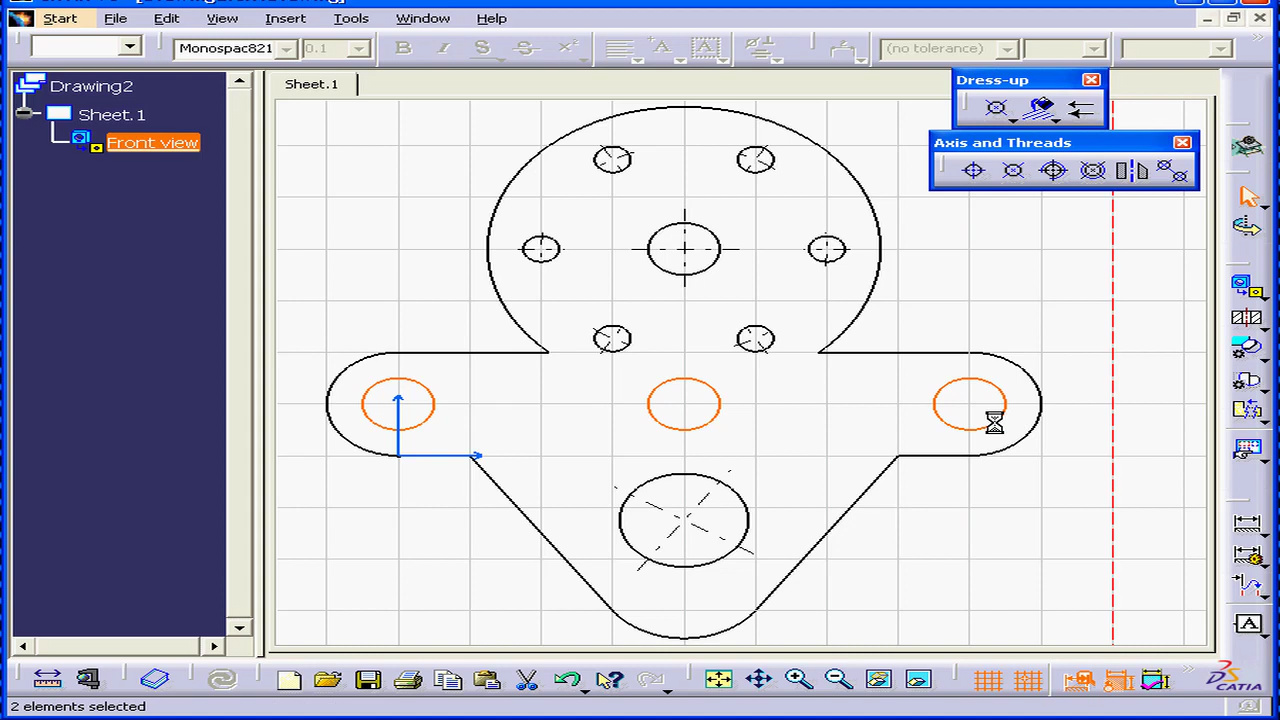 Start File Edit View Insert Tools Window Help
Monospac821 0.1 B I S S x² A T (no tolerance)
Drawing2
Sheet.1
Front view
Sheet.1
Dress-up
Axis and Threads
A
CATIA
2 elements selected